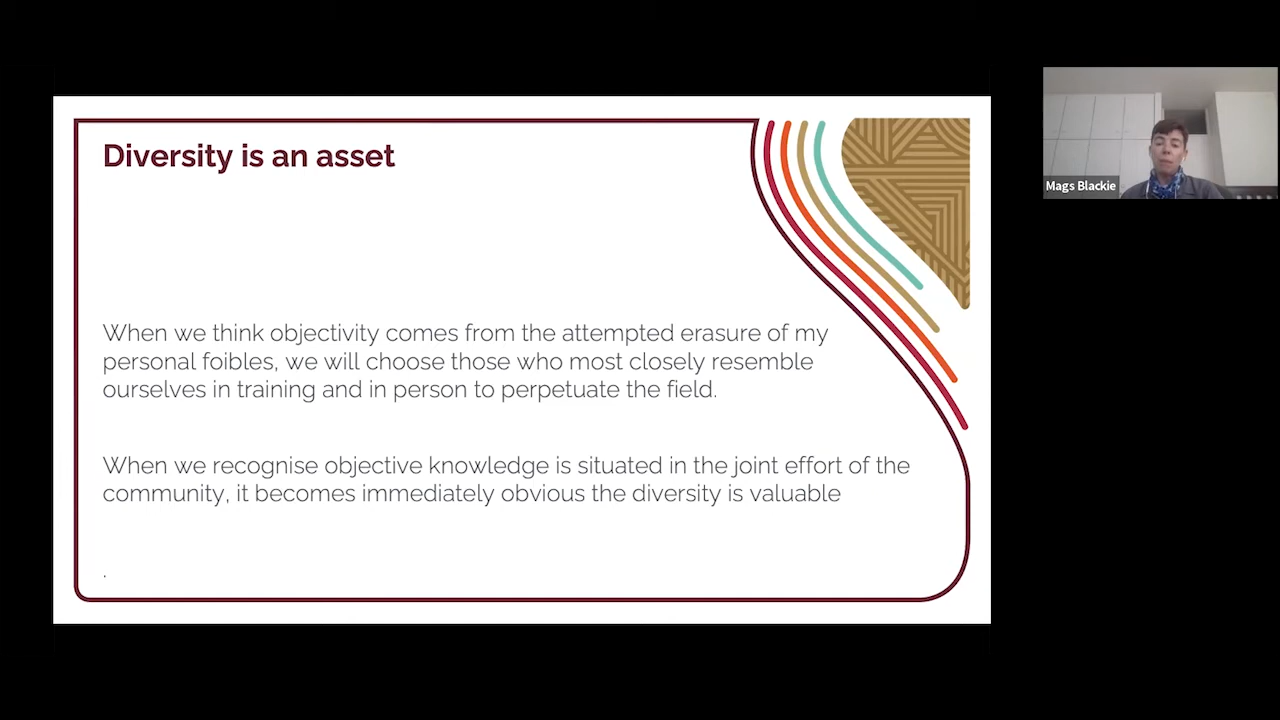 Diversity is an asset
When we think objectivity comes from the attempted erasure of my
personal foibles, we will choose those who most closely resemble
ourselves in training and in person to perpetuate the field.
When we recognise objective knowledge is situated in the joint effort of the
community, it becomes immediately obvious the diversity is valuable
.
Mags Blackie